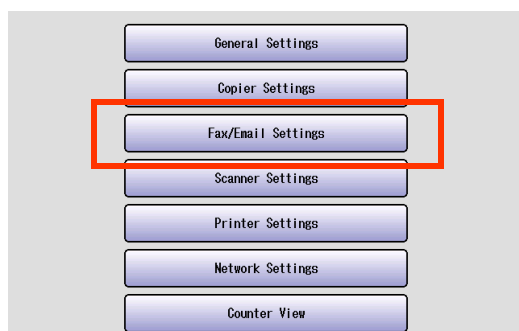 General Settings
Copier Settings
Fax/Email Settings
Scanner Settings
Printer Settings
Network Settings
Counter View